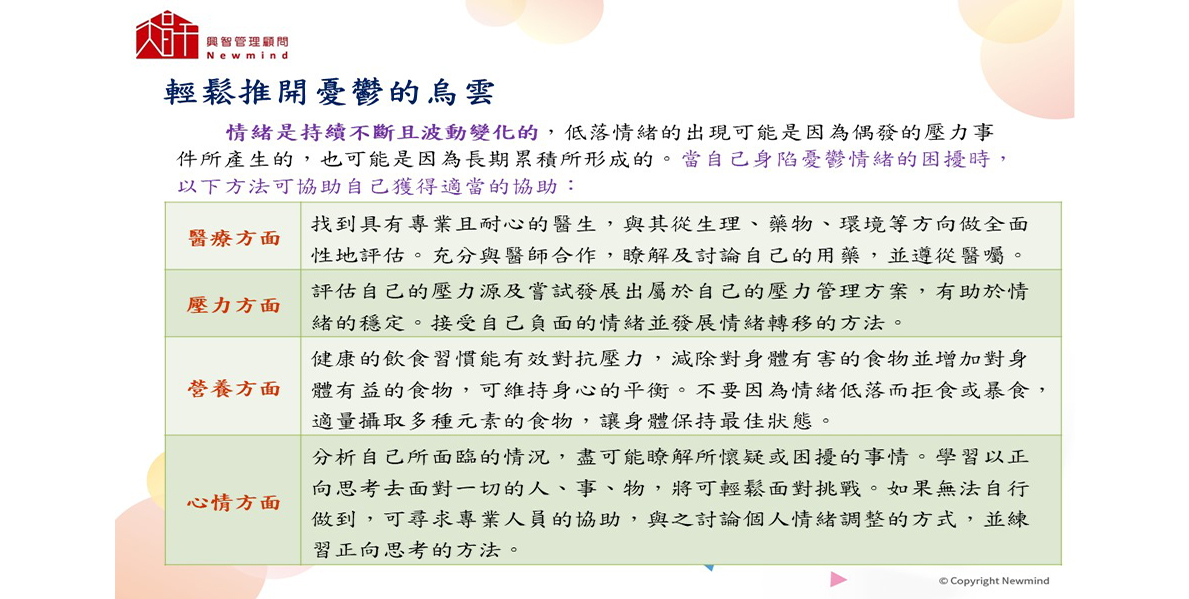 興智管理顧問
Newmind
輕鬆推開憂鬱的烏雲
情緒是持續不斷且波動變化的，低落情緒的出現可能是因為偶發的壓力事
件所產生的，也可能是因為長期累積所形成的。當自己身陷憂鬱情緒的困擾時，
以下方法可協助自己獲得適當的協助：
醫療方面
找到具有專業且耐心的醫生，與其從生理、藥物、環境等方向做全面
性地評估。充分與醫師合作，瞭解及討論自己的用藥，並遵從醫囑。
壓力方面
評估自己的壓力源及嘗試發展出屬於自己的壓力管理方案，有助於情
緒的穩定。接受自己負面的情緒並發展情緒轉移的方法。
營養方面
健康的飲食習慣能有效對抗壓力，減除對身體有害的食物並增加對身
體有益的食物，可維持身心的平衡。不要因為情緒低落而拒食或暴食，
適量攝取多種元素的食物，讓身體保持最佳狀態。
心情方面
分析自己所面臨的情況，盡可能瞭解所懷疑或困擾的事情。學習以正
向思考去面對一切的人、事、物，將可輕鬆面對挑戰。如果無法自行
做到，可尋求專業人員的協助，與之討論個人情緒調整的方式，並練
習正向思考的方法。
© Copyright Newmind